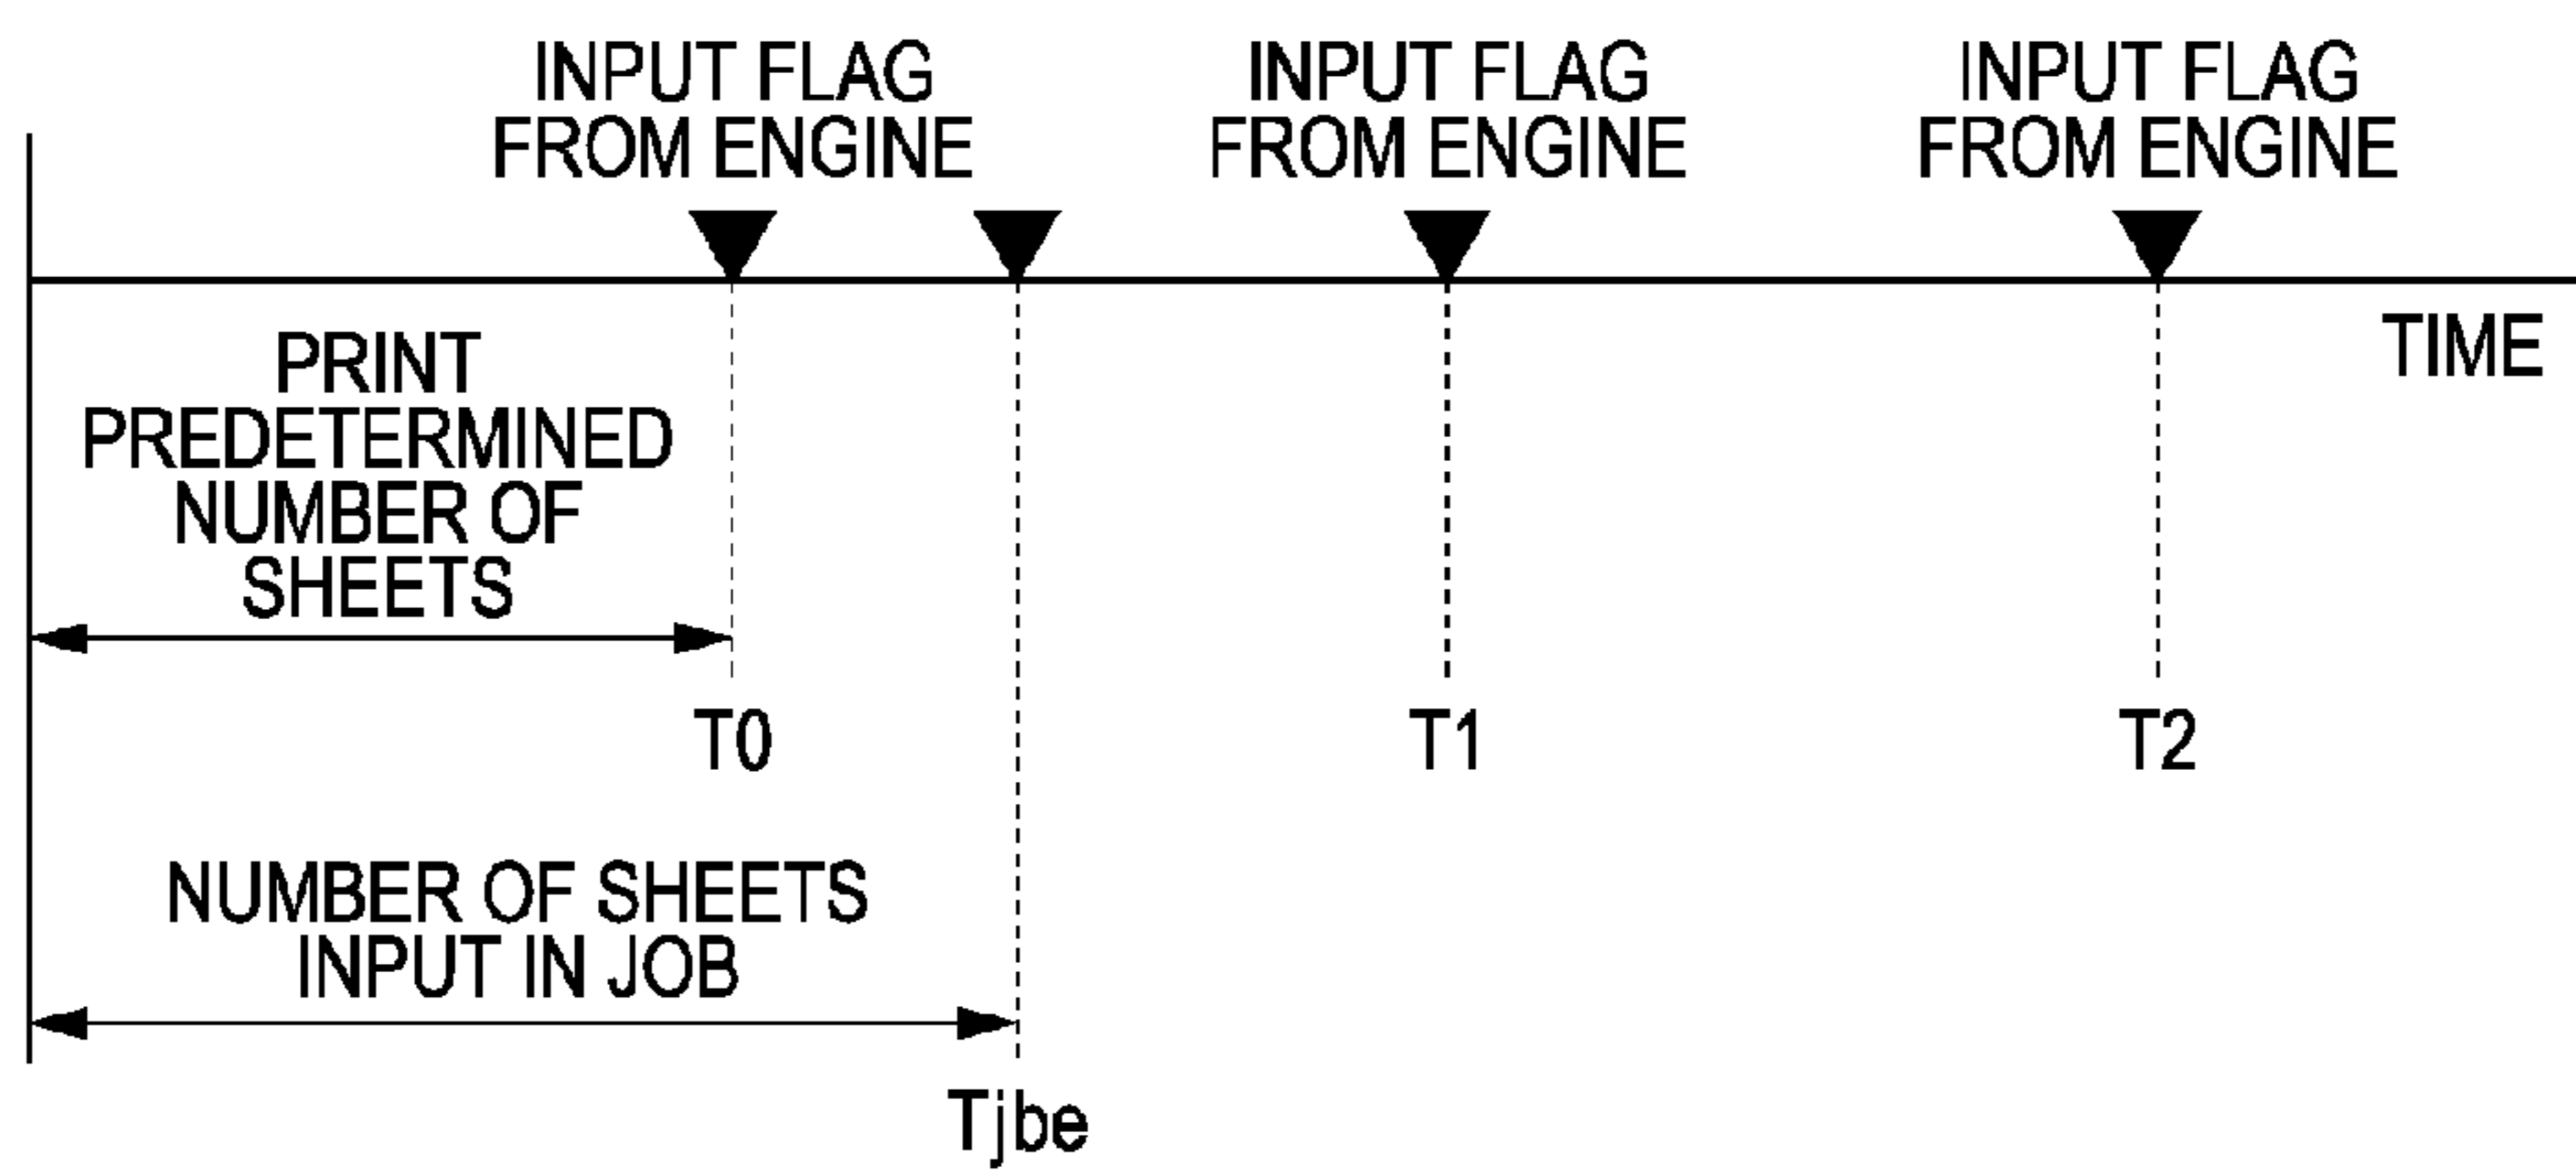 INPUT FLAG
FROM ENGINE
INPUT FLAG
FROM ENGINE
INPUT FLAG
FROM ENGINE
TIME
PRINT
PREDETERMINED
NUMBER OF
SHEETS
T0
T1
T2
NUMBER OF SHEETS
INPUT IN JOB
Tjbe